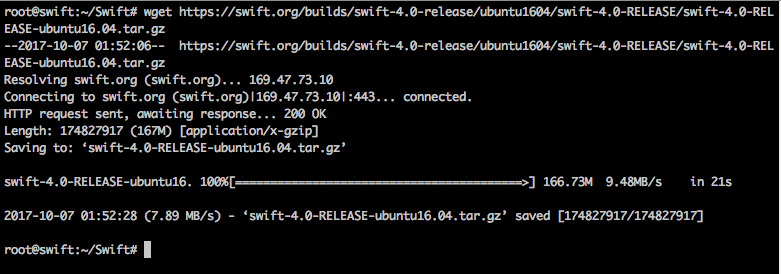 root@swift:~/Swift# wget https://swift.org/builds/swift-4.0-release/ubuntu1604/swift-4.0-RELEASE/swift-4.0-REL
EASE-ubuntu16.04.tar.gz
--2017-10-07 01:52:06--  https://swift.org/builds/swift-4.0-release/ubuntu1604/swift-4.0-RELEASE/swift-4.0-REL
EASE-ubuntu16.04.tar.gz
Resolving swift.org (swift.org)... 169.47.73.10
Connecting to swift.org (swift.org)|169.47.73.10|:443... connected.
HTTP request sent, awaiting response... 200 OK
Length: 174827917 (167M) [application/x-gzip]
Saving to: ‘swift-4.0-RELEASE-ubuntu16.04.tar.gz’
swift-4.0-RELEASE-ubuntu16. 100%[=========================================>] 166.73M  9.48MB/s    in 21s
2017-10-07 01:52:28 (7.89 MB/s) - ‘swift-4.0-RELEASE-ubuntu16.04.tar.gz’ saved [174827917/174827917]
root@swift:~/Swift#